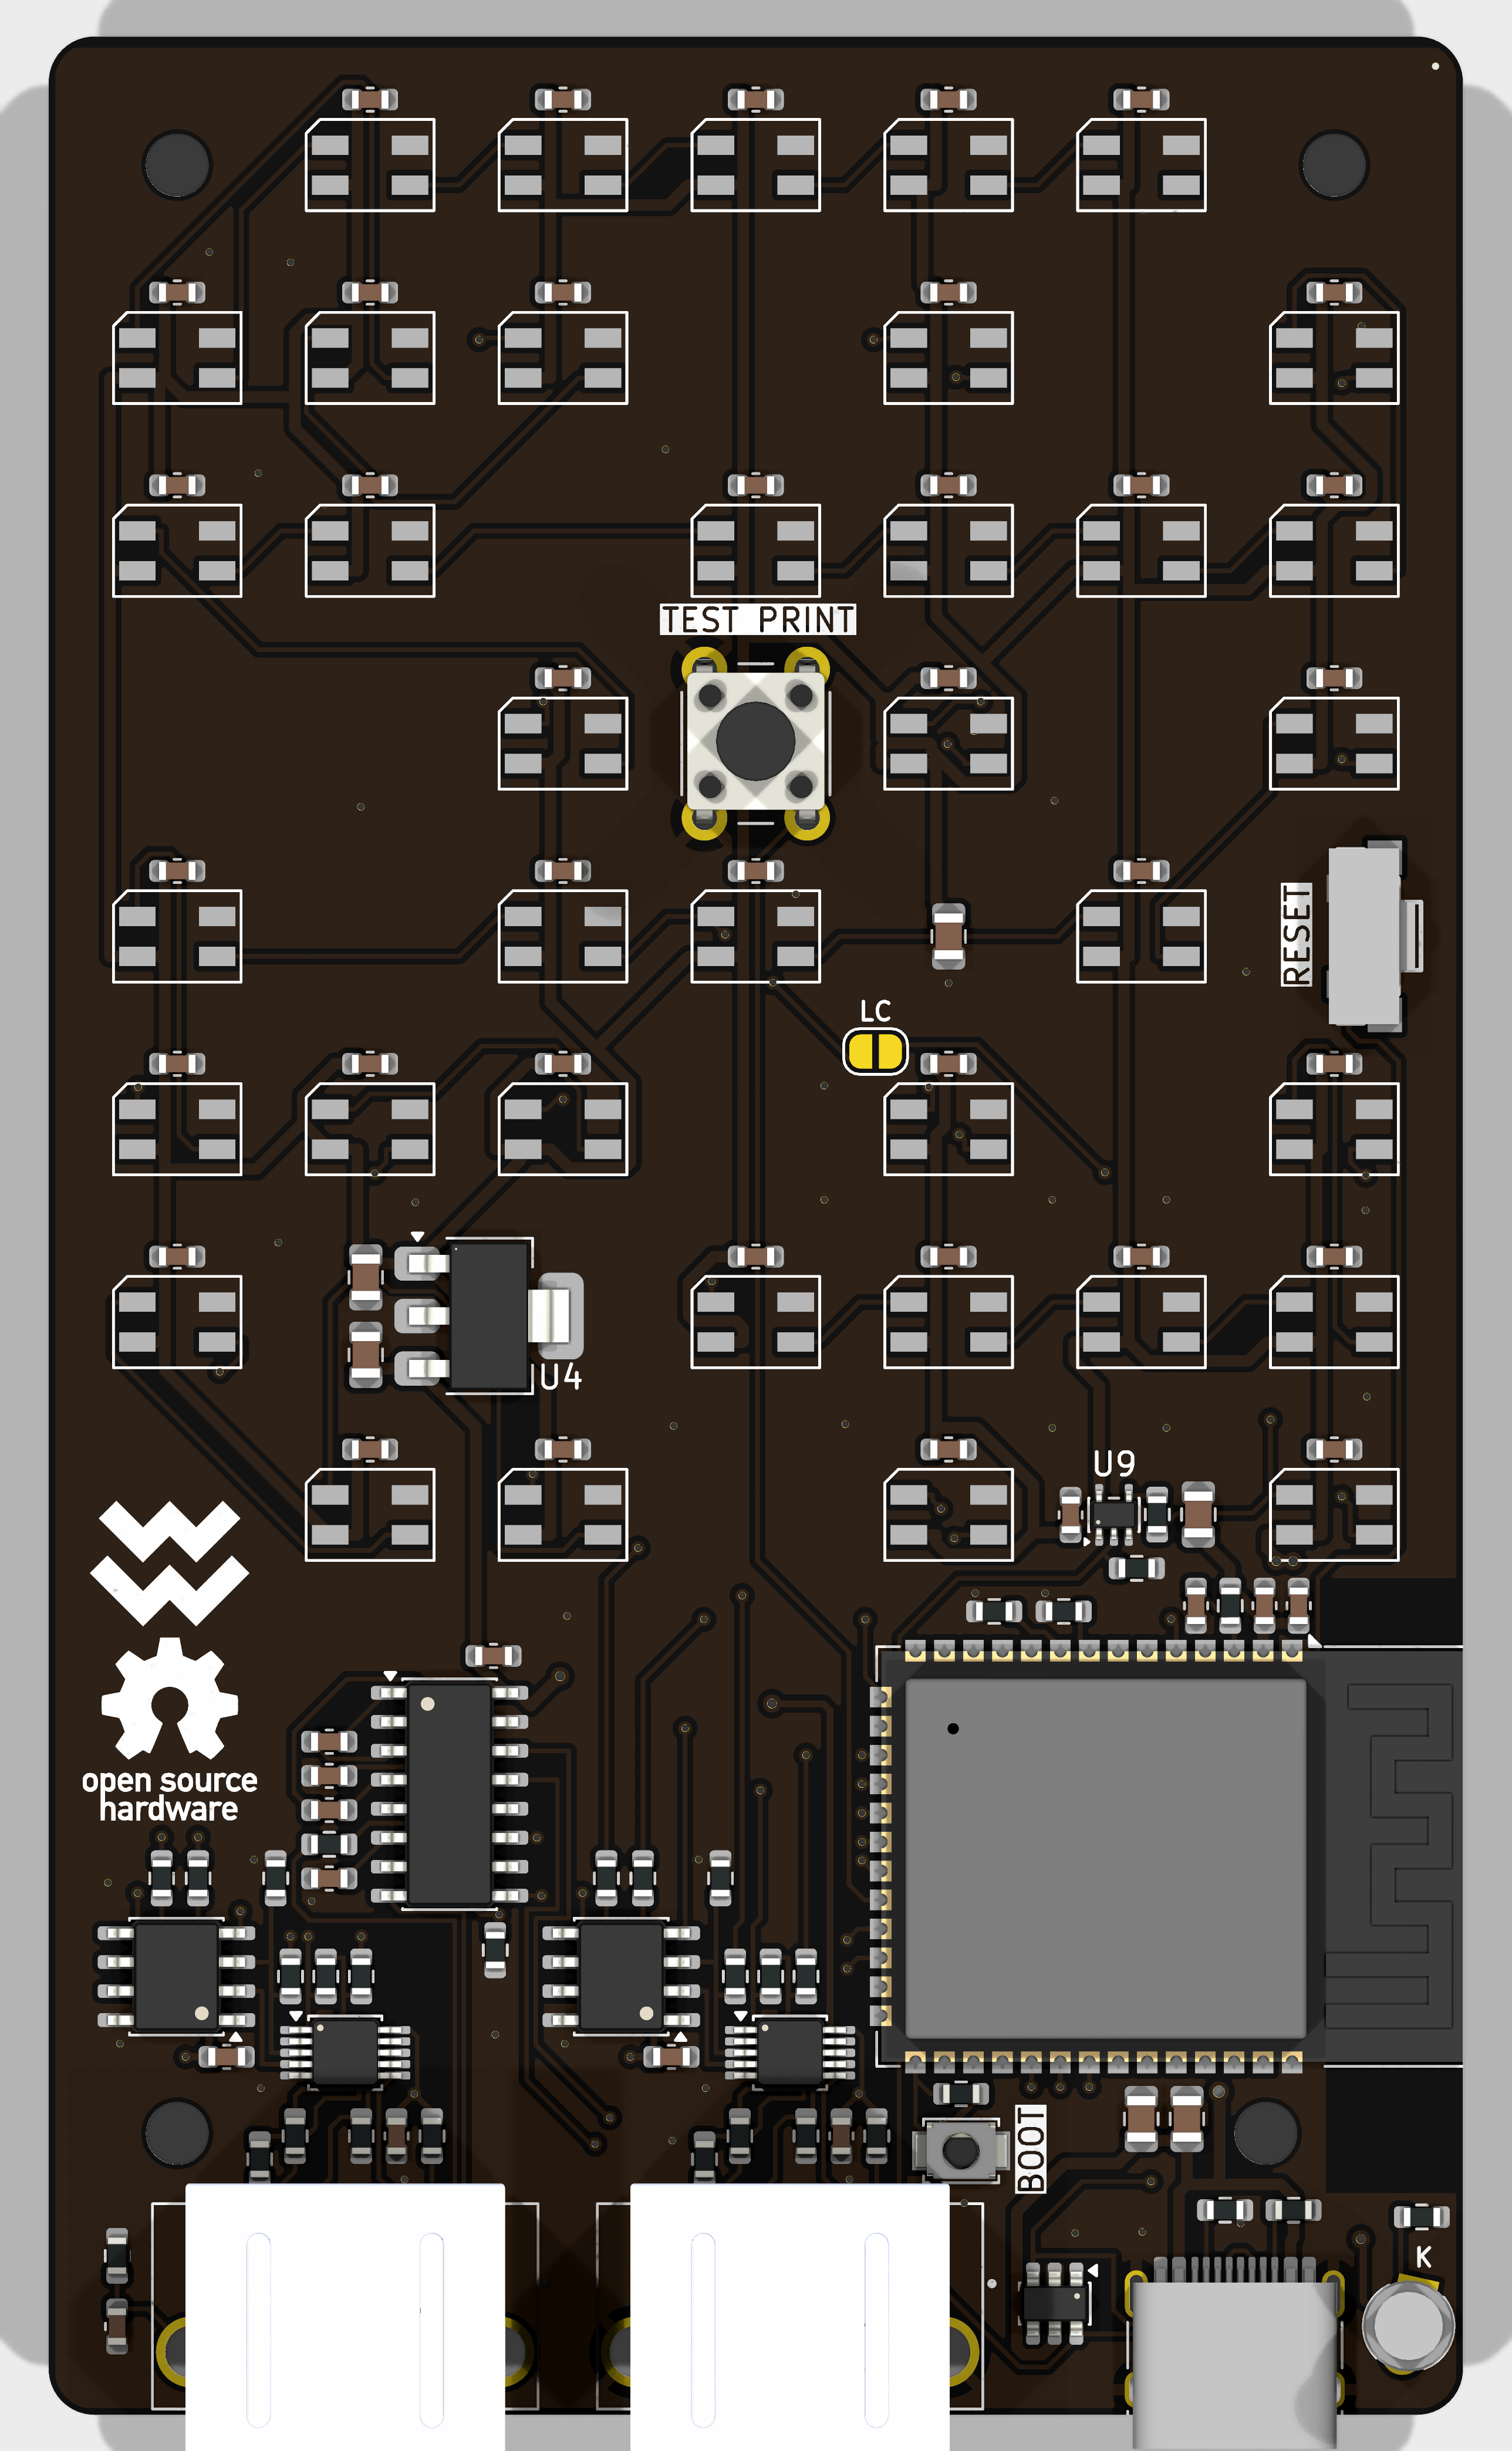 TEST PRINT
RESET
LC
U4
U9
open source
hardware
BOOT
K